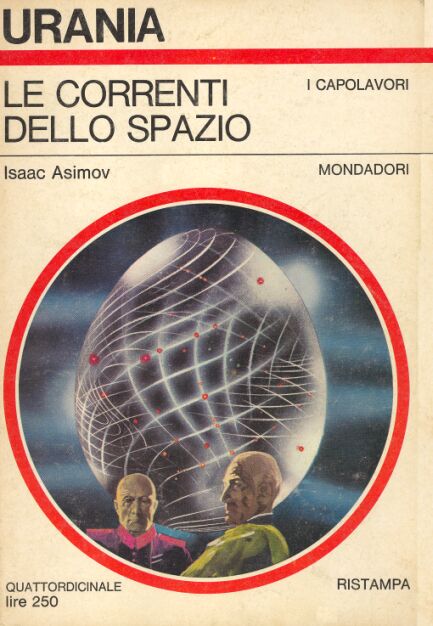 URANIA
LE CORRENTI
DELLO SPAZIO
I CAPOLAVORI
Isaac Asimov
MONDADORI
QUATTORDICINALE
lire 250
RISTAMPA